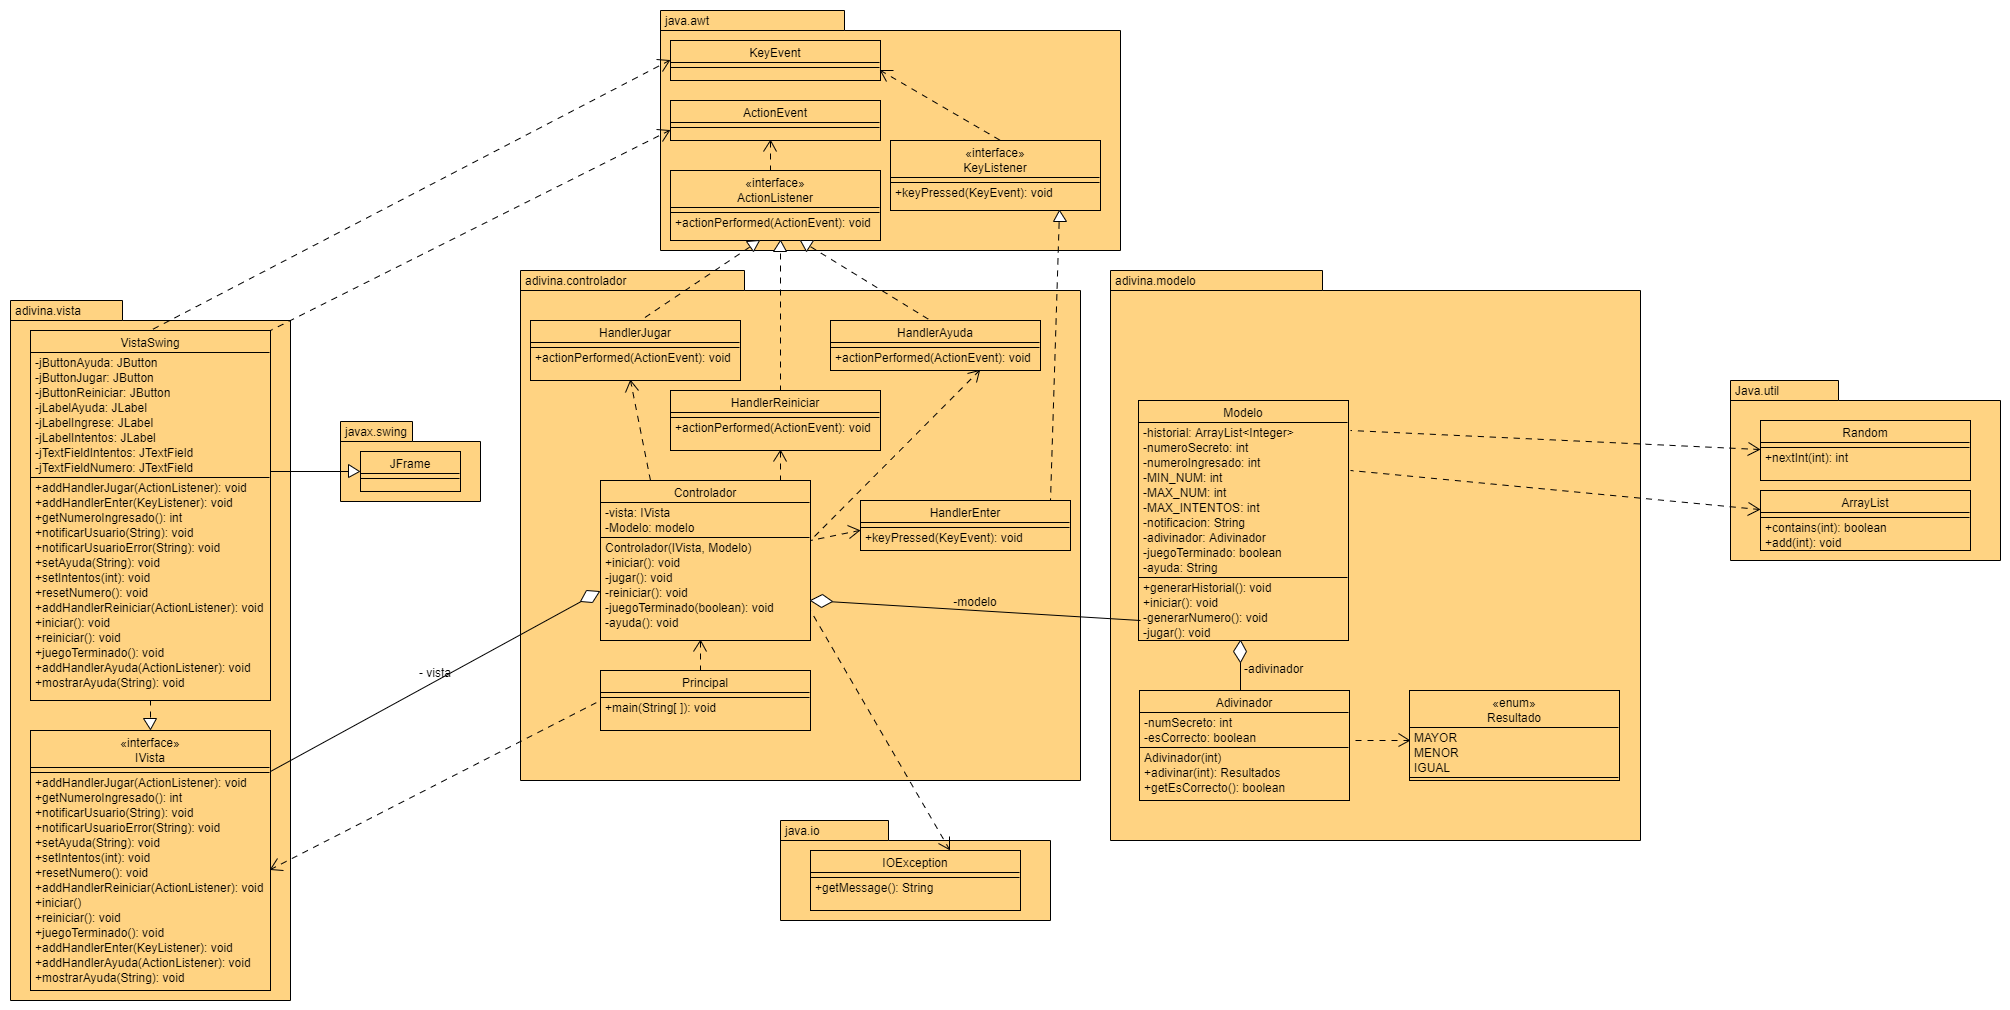 java.awt
KeyEvent
ActionEvent
«interface»
KeyListener
+keyPressed(KeyEvent): void
«interface»
ActionListener
+actionPerformed(ActionEvent): void
adivina.controlador
HandlerJugar
+actionPerformed(ActionEvent): void
HandlerAyuda
+actionPerformed(ActionEvent): void
HandlerReiniciar
+actionPerformed(ActionEvent): void
Controlador
-vista: IVista
-Modelo: modelo
Controlador(IVista, Modelo)
+iniciar(): void
-jugar(): void
-reiniciar(): void
-juegoTerminado(boolean): void
-ayuda(): void
HandlerEnter
+keyPressed(KeyEvent): void
Principal
+main(String[ ]): void
adivina.vista
VistaSwing
-jButtonAyuda: JButton
-jButtonJugar: JButton
-jButtonReiniciar: JButton
-jLabelAyuda: JLabel
-jLabelIngrese: JLabel
-jLabelIntentos: JLabel
-jTextFieldIntentos: JTextField
-jTextFieldNumero: JTextField
+addHandlerJugar(ActionListener): void
+addHandlerEnter(KeyListener): void
+getNumeroIngresado(): int
+notificarUsuario(String): void
+notificarUsuarioError(String): void
+setAyuda(String): void
+setIntentos(int): void
+resetNumero(): void
+addHandlerReiniciar(ActionListener): void
+iniciar(): void
+reiniciar(): void
+juegoTerminado(): void
+addHandlerAyuda(ActionListener): void
+mostrarAyuda(String): void
«interface»
IVista
+addHandlerJugar(ActionListener): void
+getNumeroIngresado(): int
+notificarUsuario(String): void
+notificarUsuarioError(String): void
+setAyuda(String): void
+setIntentos(int): void
+resetNumero(): void
+addHandlerReiniciar(ActionListener): void
+iniciar()
+reiniciar(): void
+juegoTerminado(): void
+addHandlerEnter(KeyListener): void
+addHandlerAyuda(ActionListener): void
+mostrarAyuda(String): void
javax.swing
JFrame
- vista
-modelo
adivina.modelo
Modelo
-historial: ArrayList<Integer>
-numeroSecreto: int
-numeroIngresado: int
-MIN_NUM: int
-MAX_NUM: int
-MAX_INTENTOS: int
-notificacion: String
-adivinador: Adivinador
-juegoTerminado: boolean
-ayuda: String
+generarHistorial(): void
+iniciar(): void
-generarNumero(): void
-jugar(): void
-adivinador
Adivinador
-numSecreto: int
-esCorrecto: boolean
Adivinador(int)
+adivinar(int): Resultados
+getEsCorrecto(): boolean
«enum»
Resultado
MAYOR
MENOR
IGUAL
Java.util
Random
+nextInt(int): int
ArrayList
+contains(int): boolean
+add(int): void
java.io
IOException
+getMessage(): String